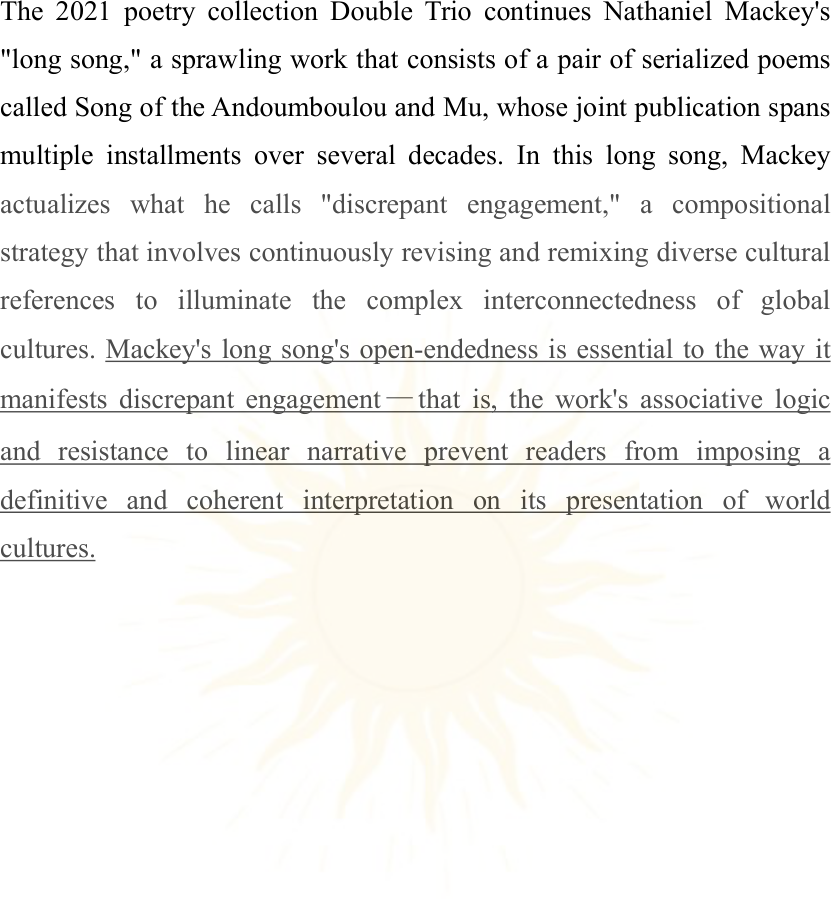 The 2021 poetry collection Double Trio continues Nathaniel Mackey's
"long song," a sprawling work that consists of a pair of serialized poems
called Song of the Andoumboulou and Mu, whose joint publication spans
multiple installments over several decades. In this long song, Mackey
actualizes what he calls "discrepant engagement," a compositional
strategy that involves continuously revising and remixing diverse cultural
references to illuminate the complex interconnectedness of global
cultures. Mackey's long song's open-endedness is essential to the way it
manifests discrepant engagement—that is, the work's associative logic
and resistance to linear narrative prevent readers from imposing a
definitive and coherent interpretation on its presentation of world
cultures.